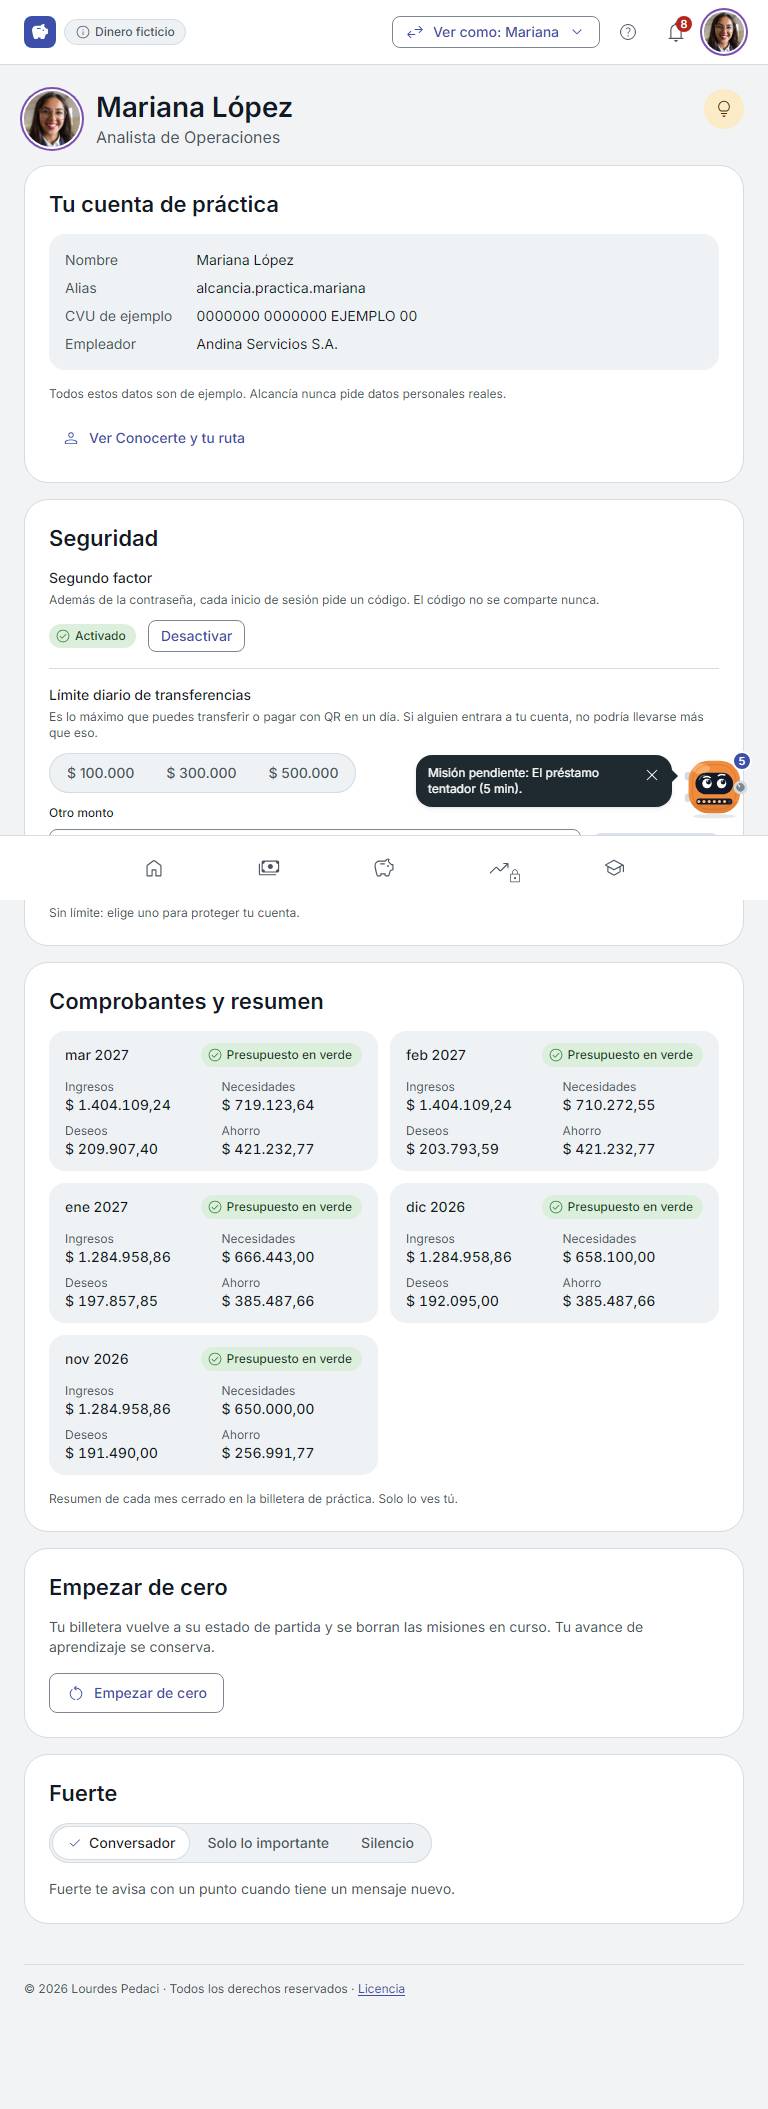 Dinero ficticio
Ver como: Mariana
8
Mariana López
Analista de Operaciones
Tu cuenta de práctica
Nombre Mariana López
Alias alcancia.practica.mariana
CVU de ejemplo 0000000 0000000 EJEMPLO 00
Empleador Andina Servicios S.A.
Todos estos datos son de ejemplo. Alcancía nunca pide datos personales reales.
Ver Conocerte y tu ruta
Seguridad
Segundo factor
Además de la contraseña, cada inicio de sesión pide un código. El código no se comparte nunca.
Activado Desactivar
Límite diario de transferencias
Es lo máximo que puedes transferir o pagar con QR en un día. Si alguien entrara a tu cuenta, no podría llevarse más
que eso.
$ 100.000 $ 300.000 $ 500.000
Misión pendiente: El préstamo
tentador (5 min).
5
Otro monto
Sin límite: elige uno para proteger tu cuenta.
Comprobantes y resumen
mar 2027 Presupuesto en verde
Ingresos Necesidades
$ 1.404.109,24 $ 719.123,64
Deseos Ahorro
$ 209.907,40 $ 421.232,77
feb 2027 Presupuesto en verde
Ingresos Necesidades
$ 1.404.109,24 $ 710.272,55
Deseos Ahorro
$ 203.793,59 $ 421.232,77
ene 2027 Presupuesto en verde
Ingresos Necesidades
$ 1.284.958,86 $ 666.443,00
Deseos Ahorro
$ 197.857,85 $ 385.487,66
dic 2026 Presupuesto en verde
Ingresos Necesidades
$ 1.284.958,86 $ 658.100,00
Deseos Ahorro
$ 192.095,00 $ 385.487,66
nov 2026 Presupuesto en verde
Ingresos Necesidades
$ 1.284.958,86 $ 650.000,00
Deseos Ahorro
$ 191.490,00 $ 256.991,77
Resumen de cada mes cerrado en la billetera de práctica. Solo lo ves tú.
Empezar de cero
Tu billetera vuelve a su estado de partida y se borran las misiones en curso. Tu avance de
aprendizaje se conserva.
Empezar de cero
Fuerte
Conversador Solo lo importante Silencio
Fuerte te avisa con un punto cuando tiene un mensaje nuevo.
© 2026 Lourdes Pedaci · Todos los derechos reservados · Licencia